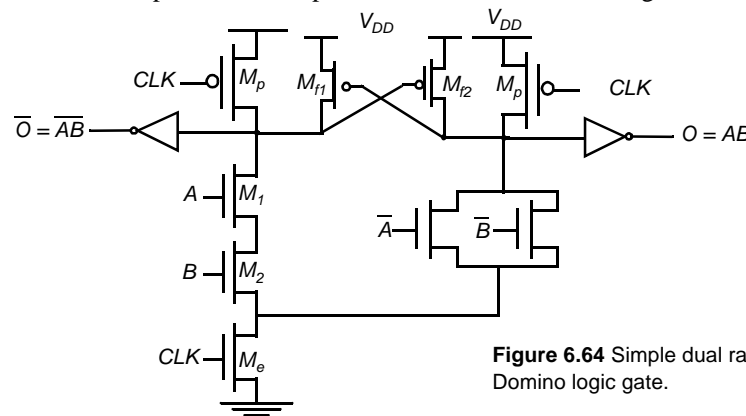 V_DD V_DD
CLK M_p M_f1 M_f2 M_p CLK
\overline{O} = \overline{AB} O = AB
A M_1 \overline{A} \overline{B}
B M_2
CLK M_e
Figure 6.64 Simple dual ra
Domino logic gate.